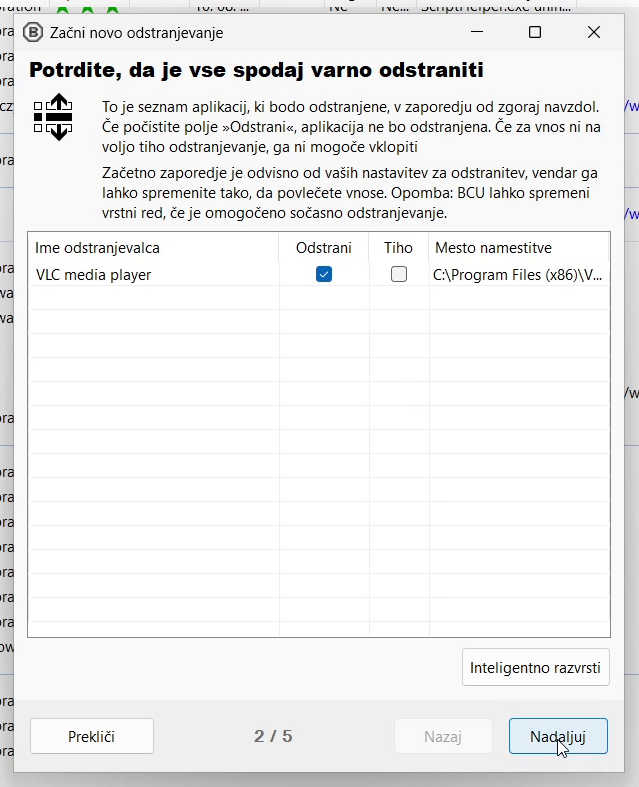 Začni novo odstranjevanje
Potrdite, da je vse spodaj varno odstraniti
To je seznam aplikacij, ki bodo odstranjene, v zaporedju od zgoraj navzdol.
Če počistite polje »Odstrani«, aplikacija ne bo odstranjena. Če za vnos ni na
voljo tiho odstranjevanje, ga ni mogoče vklopiti
Začetno zaporedje je odvisno od vaših nastavitev za odstranitev, vendar ga
lahko spremenite tako, da povlečete vnose. Opomba: BCU lahko spremeni
vrstni red, če je omogočeno sočasno odstranjevanje.
Ime odstranjevalca Odstrani Tiho Mesto namestitve
VLC media player C:\Program Files (x86)\V...
Inteligentno razvrsti
Prekliči 2 / 5 Nazaj Nadaljuj